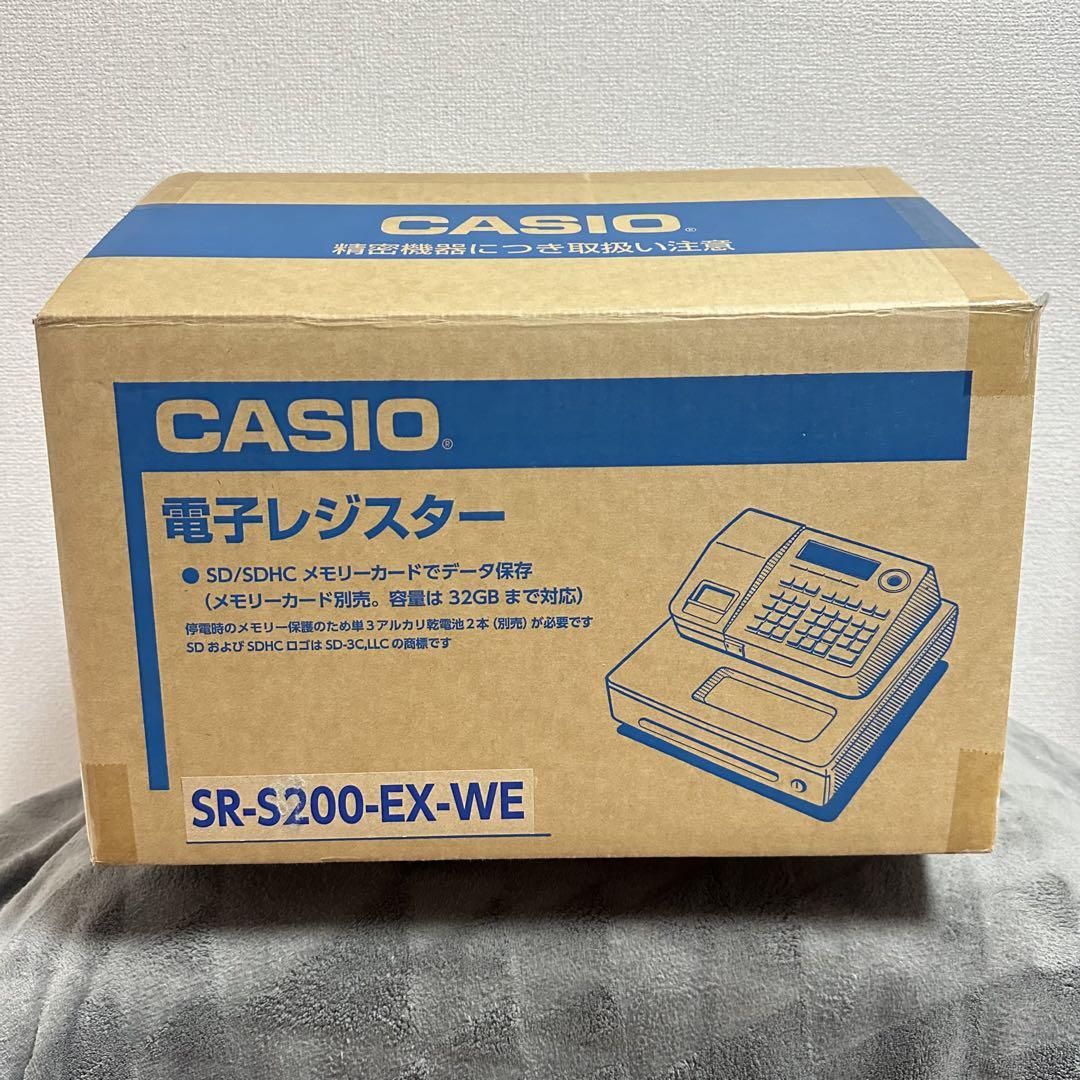 CASIO®
精密機器につき取扱い注意
CASIO®
電子レジスター
● SD/SDHC メモリーカードでデータ保存
（メモリーカード別売。容量は 32GB まで対応）
停電時のメモリー保護のため単３アルカリ乾電池２本（別売）が必要です
SD および SDHC ロゴは SD-3C,LLC の商標です
SR-S200-EX-WE